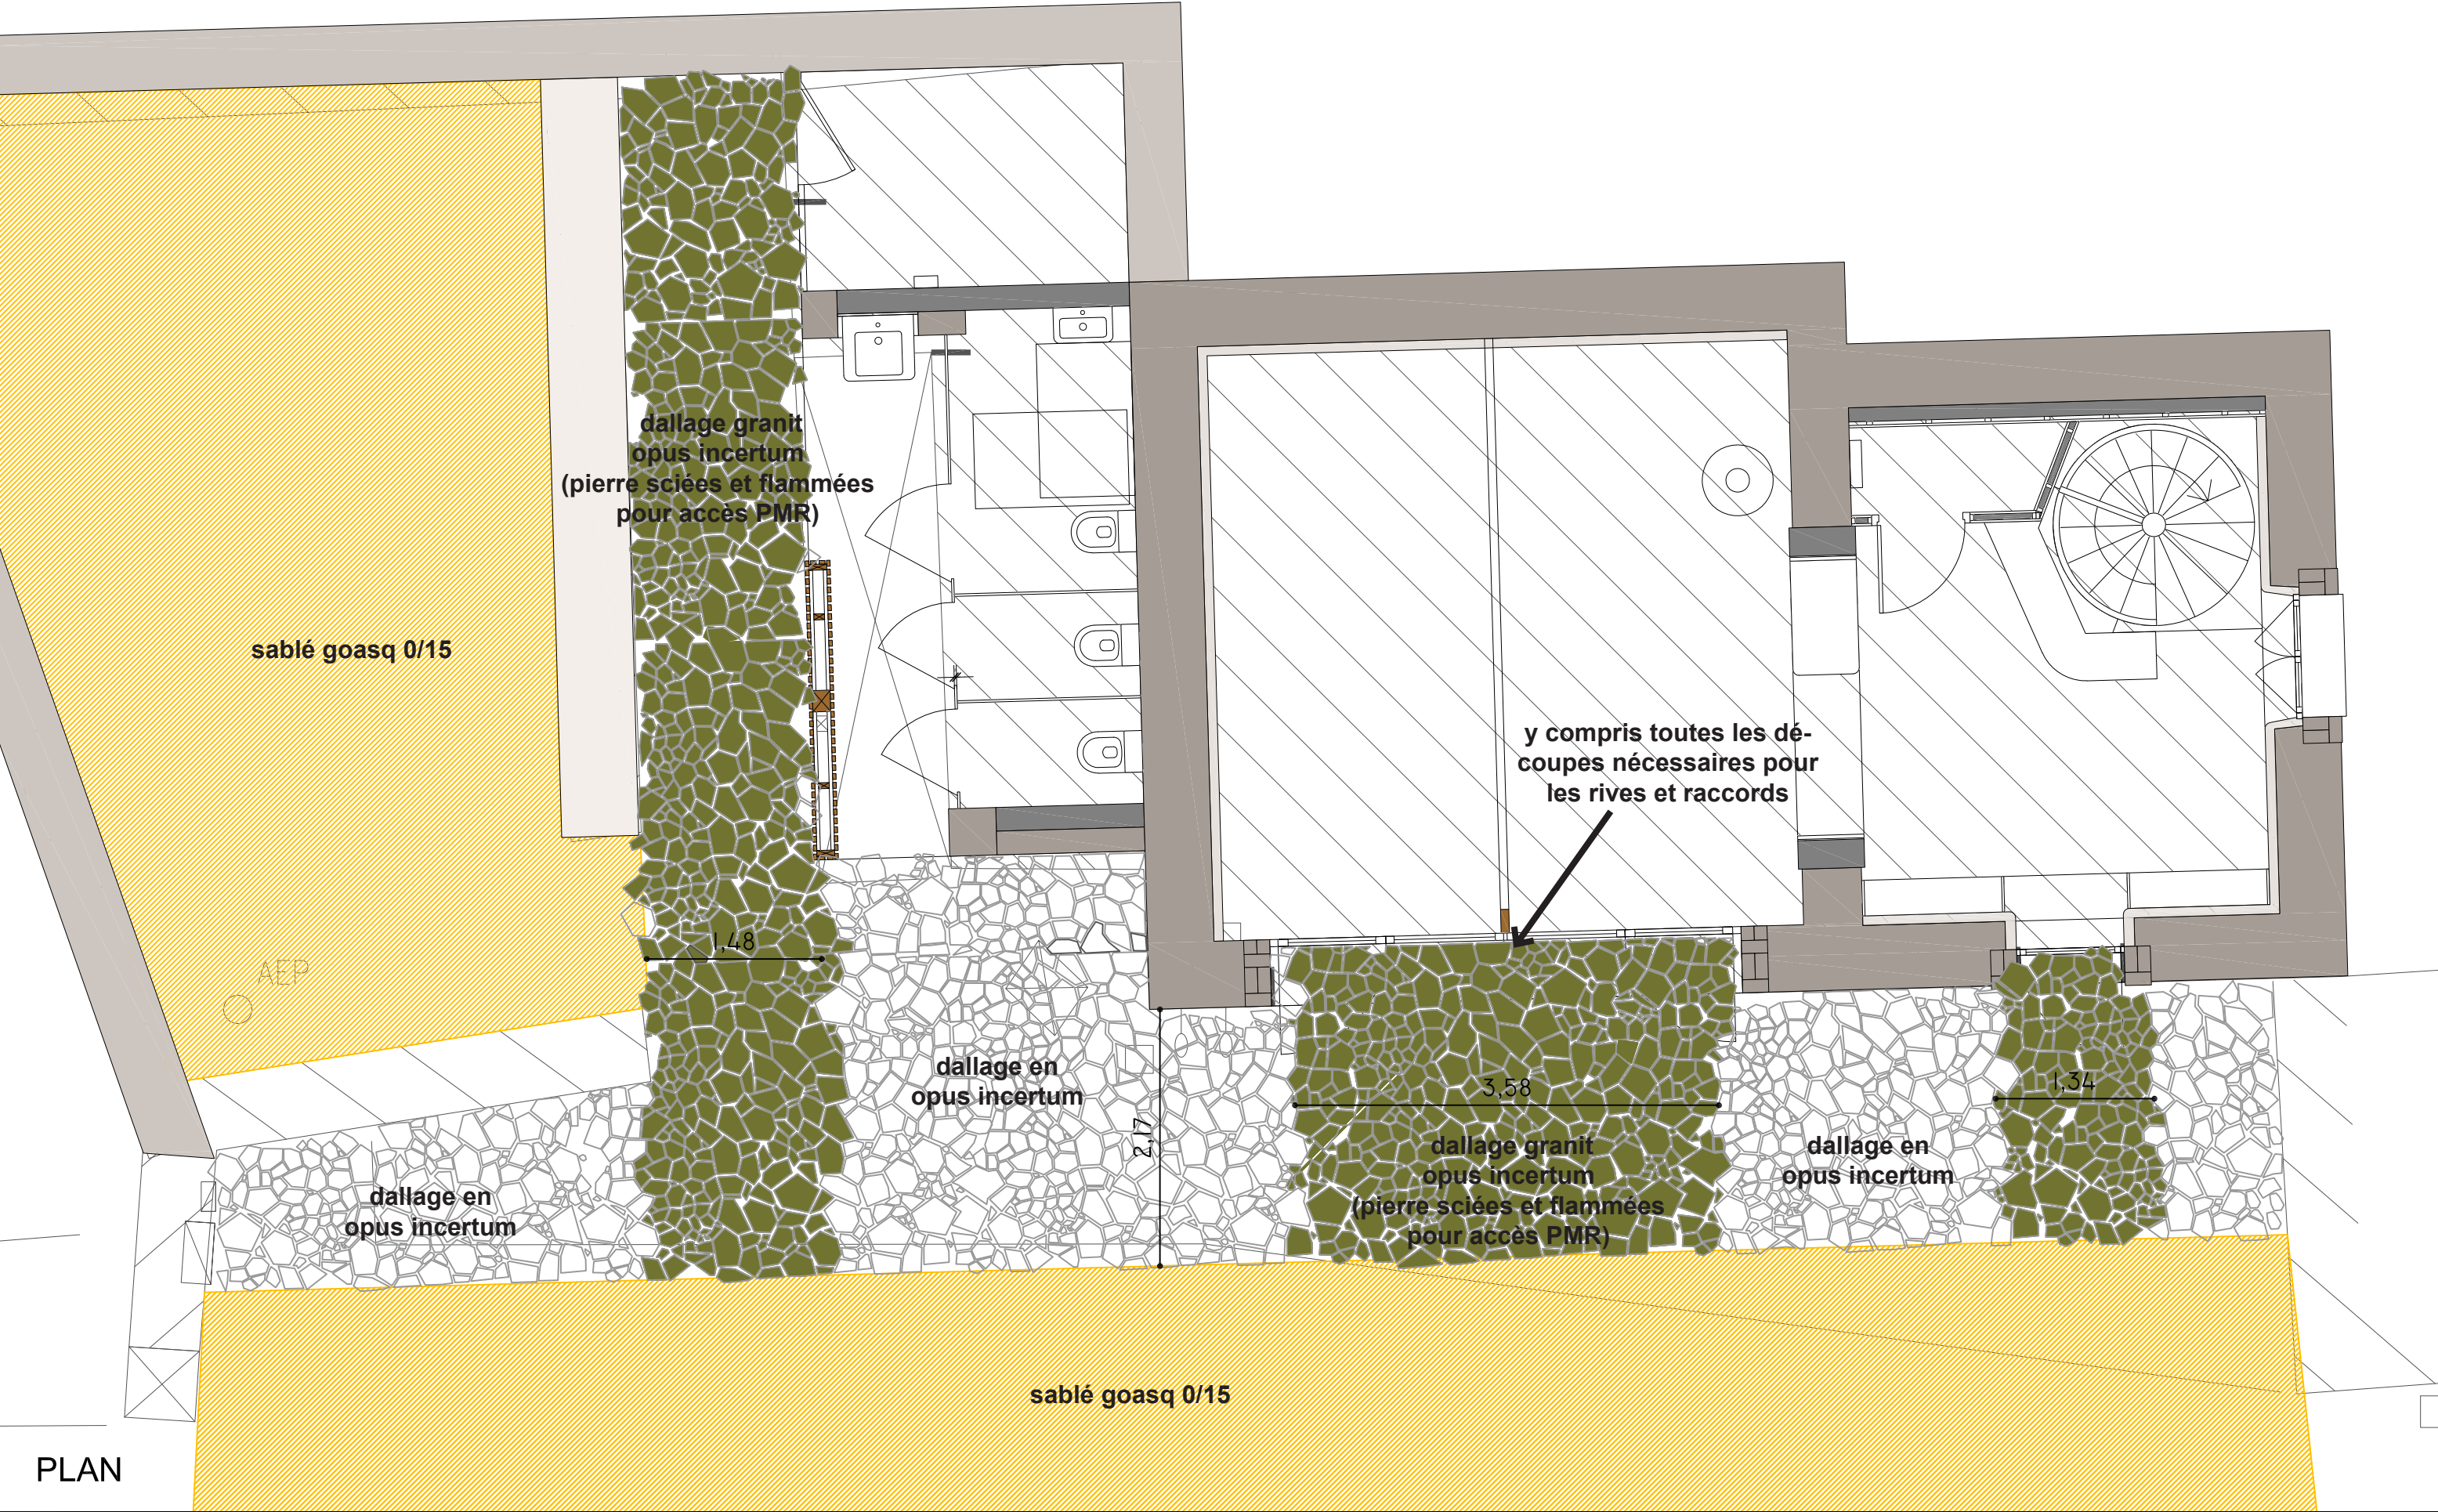 dallage granit
opus incertum
(pierre sciées et flammées
pour accès PMR)
sablé goasq 0/15
y compris toutes les dé-
coupes nécessaires pour
les rives et raccords
1,48
AEP
dallage en
opus incertum
2,17
3,58
dallage granit
opus incertum
(pierre sciées et flammées
pour accès PMR)
1,34
dallage en
opus incertum
dallage en
opus incertum
sablé goasq 0/15
PLAN